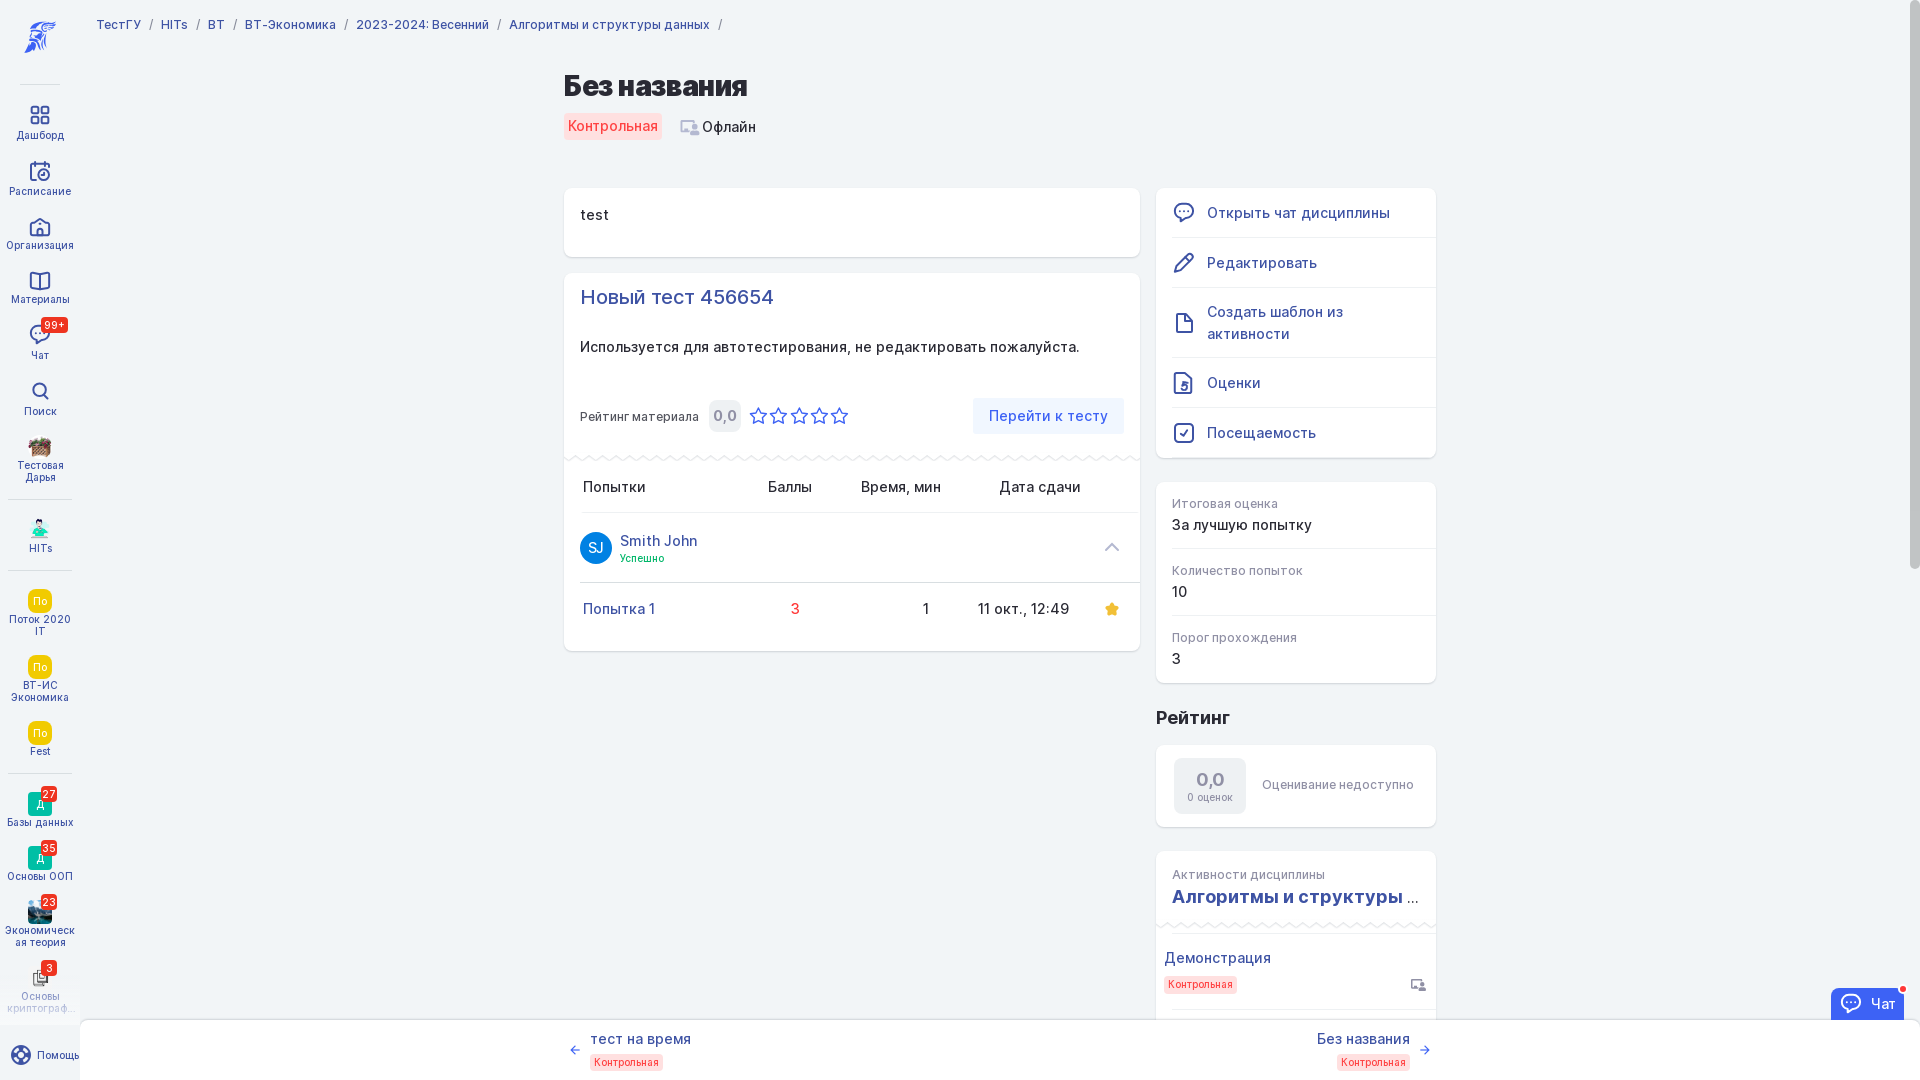 ТестГУ / HITs / ВТ / ВТ-Экономика / 2023-2024: Весенний / Алгоритмы и структуры данных /
Дашборд
Расписание
Организация
Материалы
99+
Чат
Поиск
Тестовая
Дарья
HITs
По
Поток 2020
IT
По
ВТ-ИС
Экономика
По
Fest
27
Д
Базы данных
35
Д
Основы ООП
23
Экономическ
ая теория
3
Основы
криптограф...
Помощь
Без названия
Контрольная
Офлайн
test
Новый тест 456654
Используется для автотестирования, не редактировать пожалуйста.
Рейтинг материала 0,0
Перейти к тесту
Попытки Баллы Время, мин Дата сдачи
SJ
Smith John
Успешно
Попытка 1 3 1 11 окт., 12:49
Открыть чат дисциплины
Редактировать
Создать шаблон из
активности
5
Оценки
Посещаемость
Итоговая оценка
За лучшую попытку
Количество попыток
10
Порог прохождения
3
Рейтинг
0,0
0 оценок
Оценивание недоступно
Активности дисциплины
Алгоритмы и структуры ...
Демонстрация
Контрольная
Чат
тест на время
Контрольная
Без названия
Контрольная